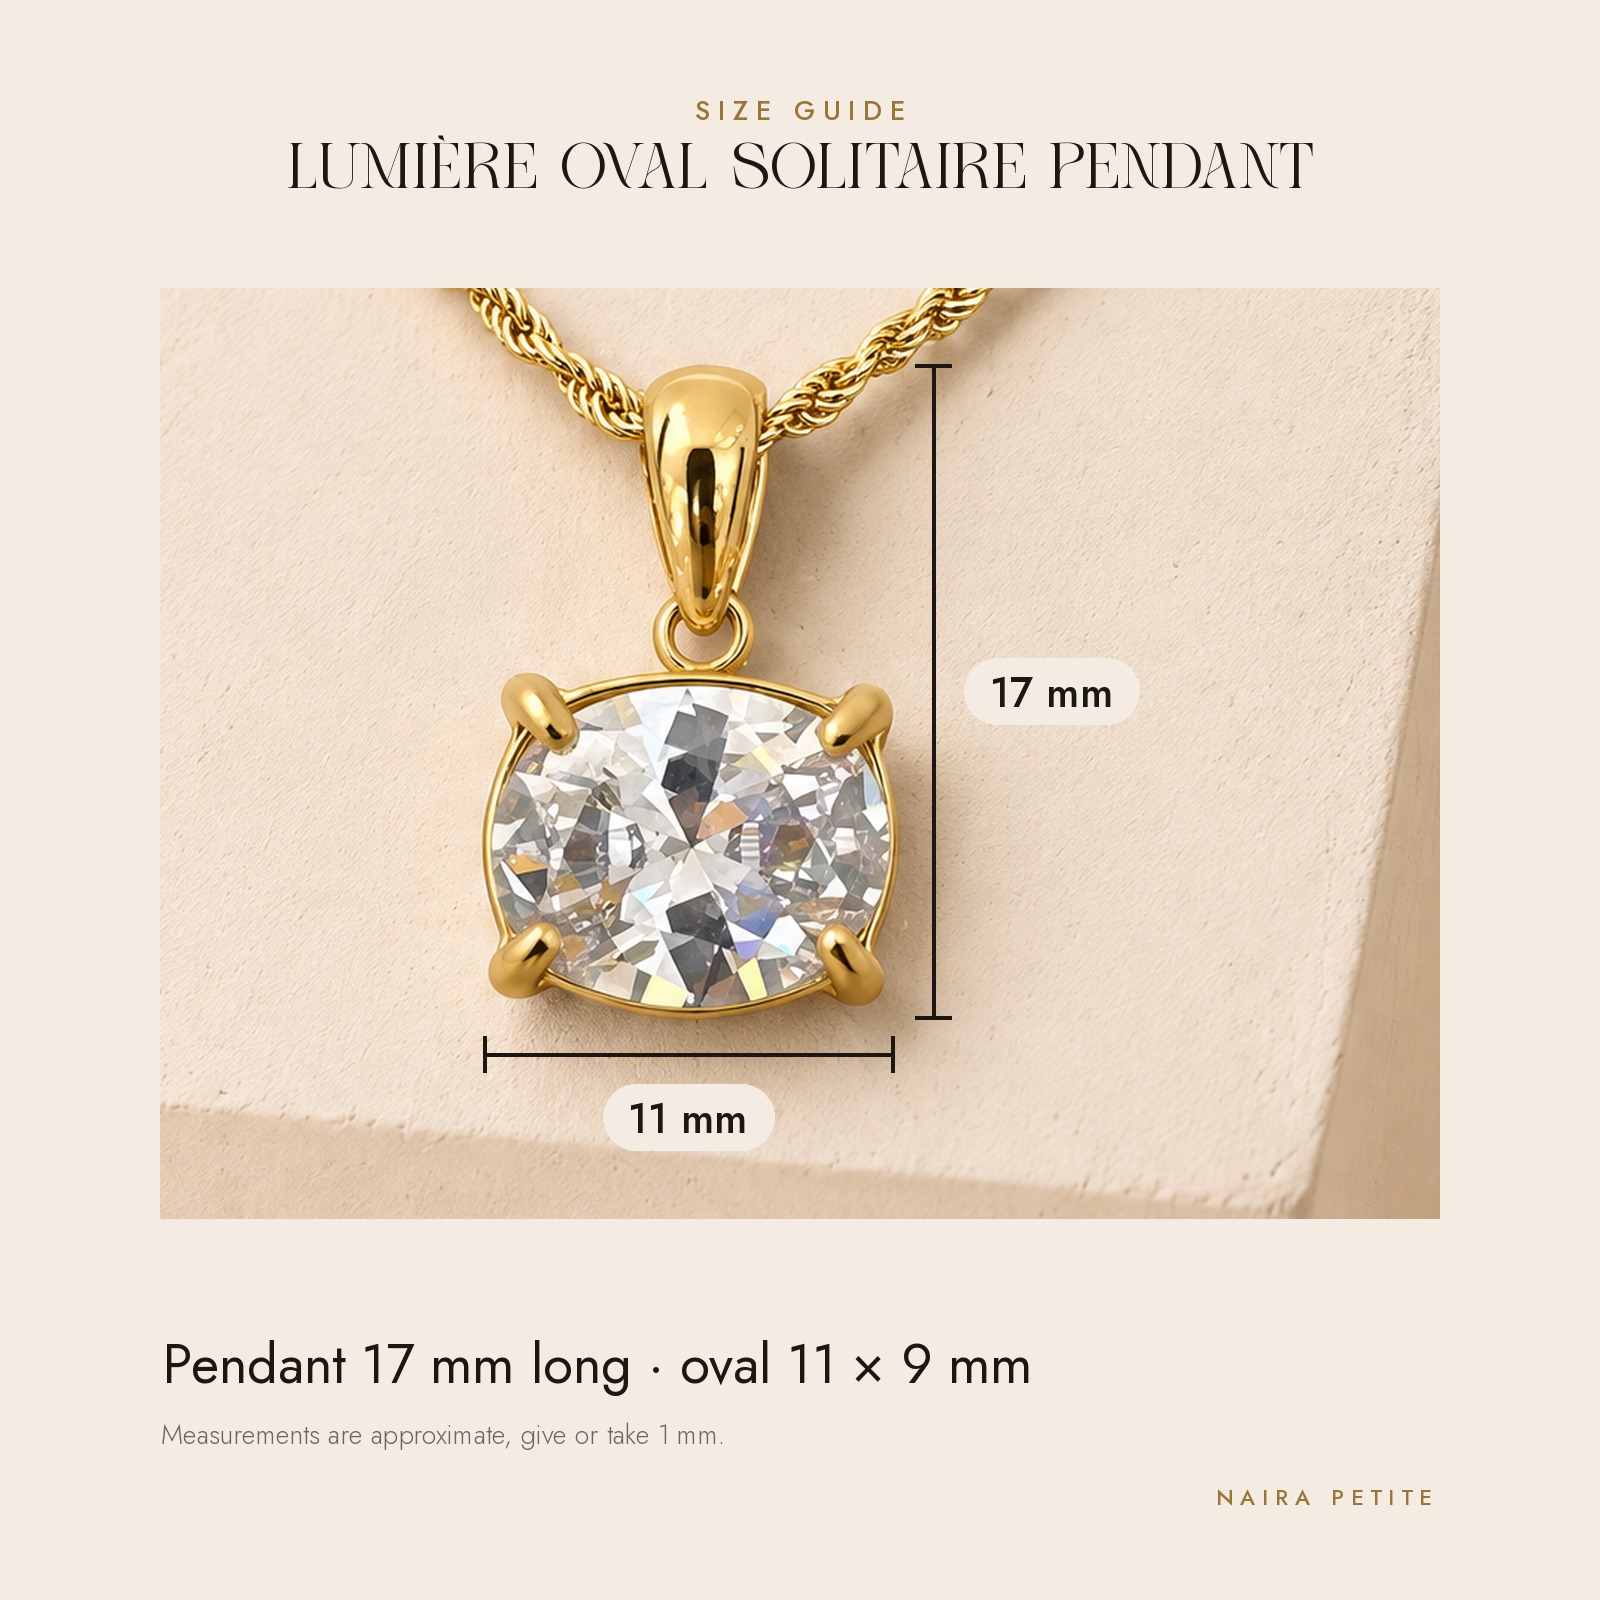 SIZE GUIDE
LUMIÈRE OVAL SOLITAIRE PENDANT
17 mm
11 mm
Pendant 17 mm long · oval 11 × 9 mm
Measurements are approximate, give or take 1 mm.
NAIRA PETITE